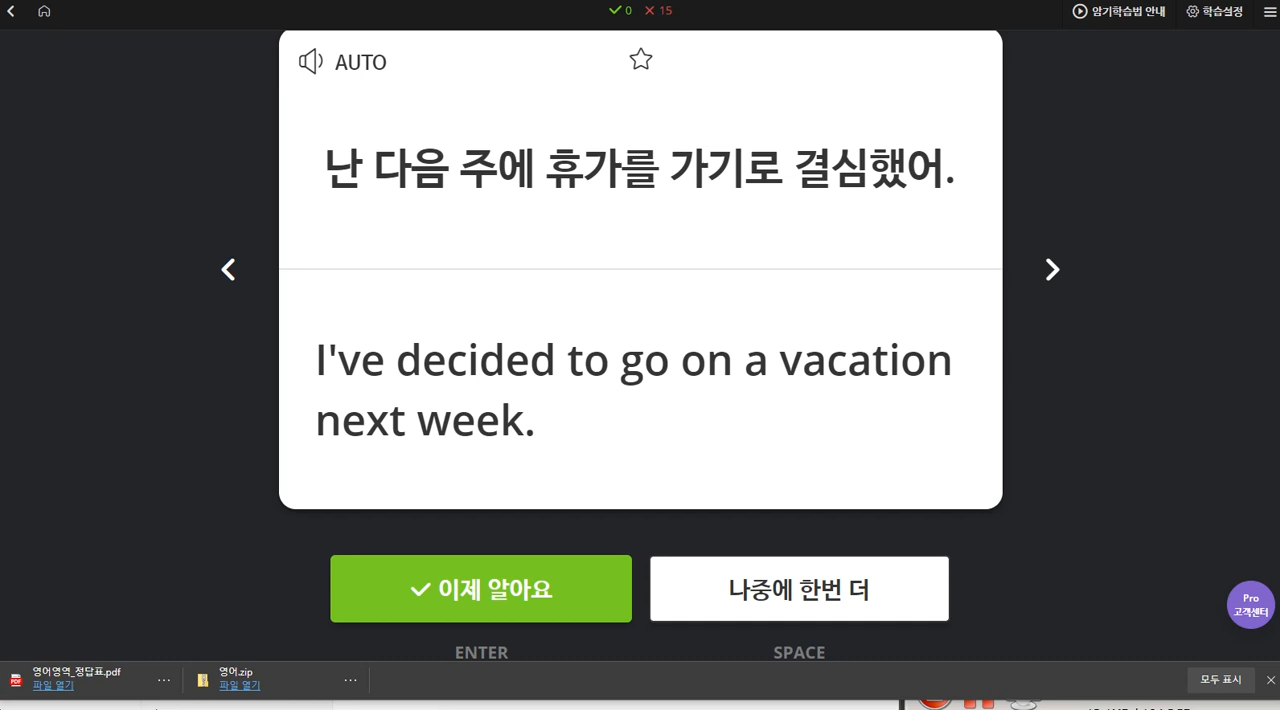 0 15
암기학습법 안내 학습설정
AUTO
난 다음 주에 휴가를 가기로 결심했어.
I've decided to go on a vacation
next week.
이제 알아요
나중에 한번 더
ENTER
SPACE
Pro
고객센터
영어영역_정답표.pdf
파일 열기
영어.zip
파일 열기
모두 표시